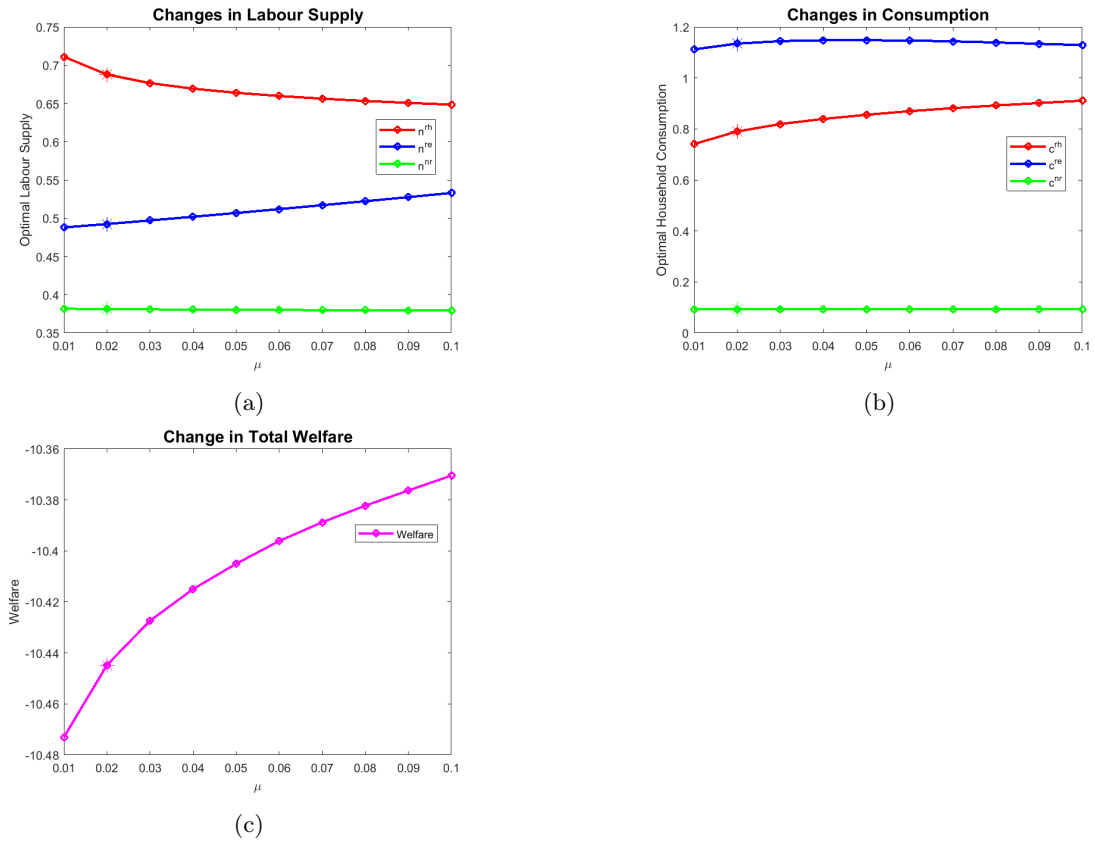 Changes in Labour Supply
0.75
0.7
0.65
0.6
0.55
0.5
0.45
0.4
0.35
Optimal Labour Supply
n^rh
n^re
n^nr
0.01 0.02 0.03 0.04 0.05 0.06 0.07 0.08 0.09 0.1
μ
(a)
Changes in Consumption
1.2
1
0.8
0.6
0.4
0.2
0
Optimal Household Consumption
c^rh
c^re
c^nr
0.01 0.02 0.03 0.04 0.05 0.06 0.07 0.08 0.09 0.1
μ
(b)
Change in Total Welfare
-10.36
-10.38
-10.4
-10.42
-10.44
-10.46
-10.48
Welfare
Welfare
0.01 0.02 0.03 0.04 0.05 0.06 0.07 0.08 0.09 0.1
μ
(c)